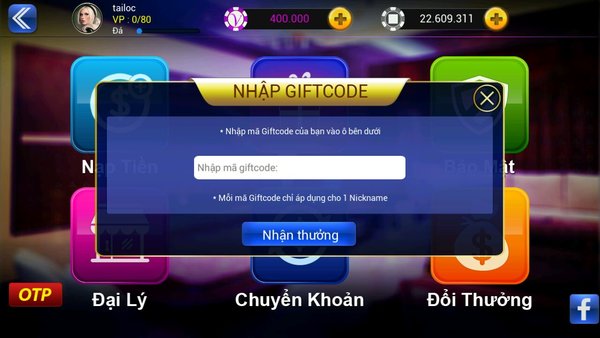 tailoc
VP : 0/80
Đá
400.000
22.609.311
NHẬP GIFTCODE
* Nhập mã Giftcode của bạn vào ô bên dưới
Nhập mã giftcode:
* Mỗi mã Giftcode chỉ áp dụng cho 1 Nickname
Nhận thưởng
Nạp Tiền
Bảo Mật
OTP
Đại Lý
Chuyển Khoản
Đổi Thưởng